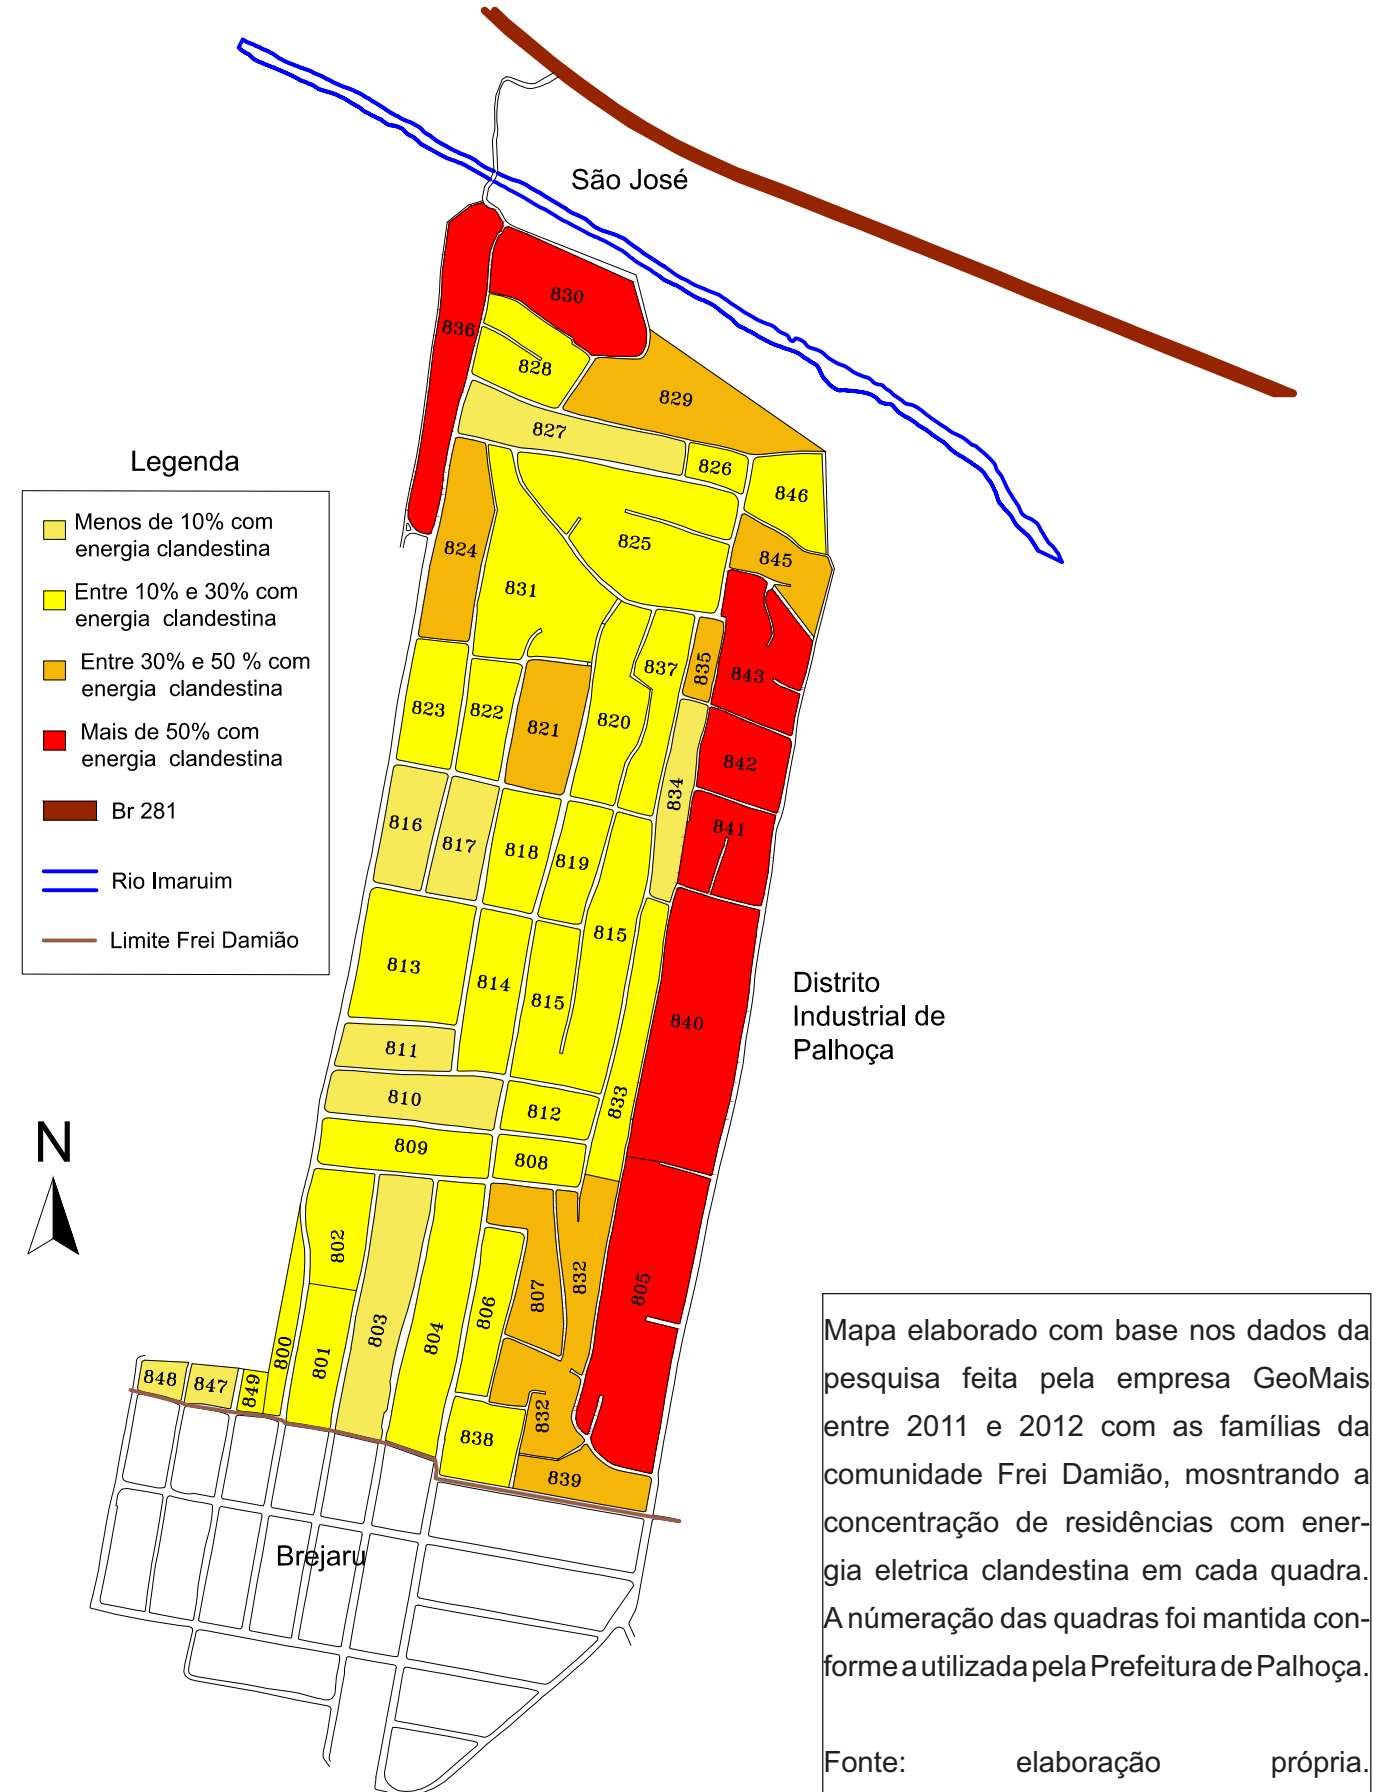 São José
830
836
828
829
827
826
846
Legenda
Menos de 10% com
energia clandestina
Entre 10% e 30% com
energia clandestina
Entre 30% e 50 % com
energia clandestina
Mais de 50% com
energia clandestina
Br 281
Rio Imaruim
Limite Frei Damião
824
825
845
831
837
835
843
823
822
821
820
842
834
816
817
818
819
841
815
813
814
815
840
Distrito
Industrial de
Palhoça
811
810
812
833
809
808
N
802
807
832
805
806
803
804
800
801
848
847
849
838
832
839
Brejaru
Mapa elaborado com base nos dados da
pesquisa feita pela empresa GeoMais
entre 2011 e 2012 com as famílias da
comunidade Frei Damião, mosntrando a
concentração de residências com ener-
gia eletrica clandestina em cada quadra.
A númeração das quadras foi mantida con-
forme a utilizada pela Prefeitura de Palhoça.
Fonte: elaboração própria.